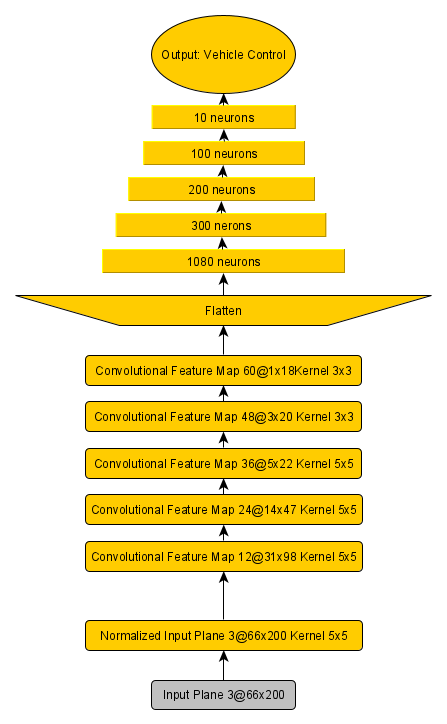 Output: Vehicle Control
10 neurons
100 neurons
200 neurons
300 nerons
1080 neurons
Flatten
Convolutional Feature Map 60@1x18Kernel 3x3
Convolutional Feature Map 48@3x20 Kernel 3x3
Convolutional Feature Map 36@5x22 Kernel 5x5
Convolutional Feature Map 24@14x47 Kernel 5x5
Convolutional Feature Map 12@31x98 Kernel 5x5
Normalized Input Plane 3@66x200 Kernel 5x5
Input Plane 3@66x200